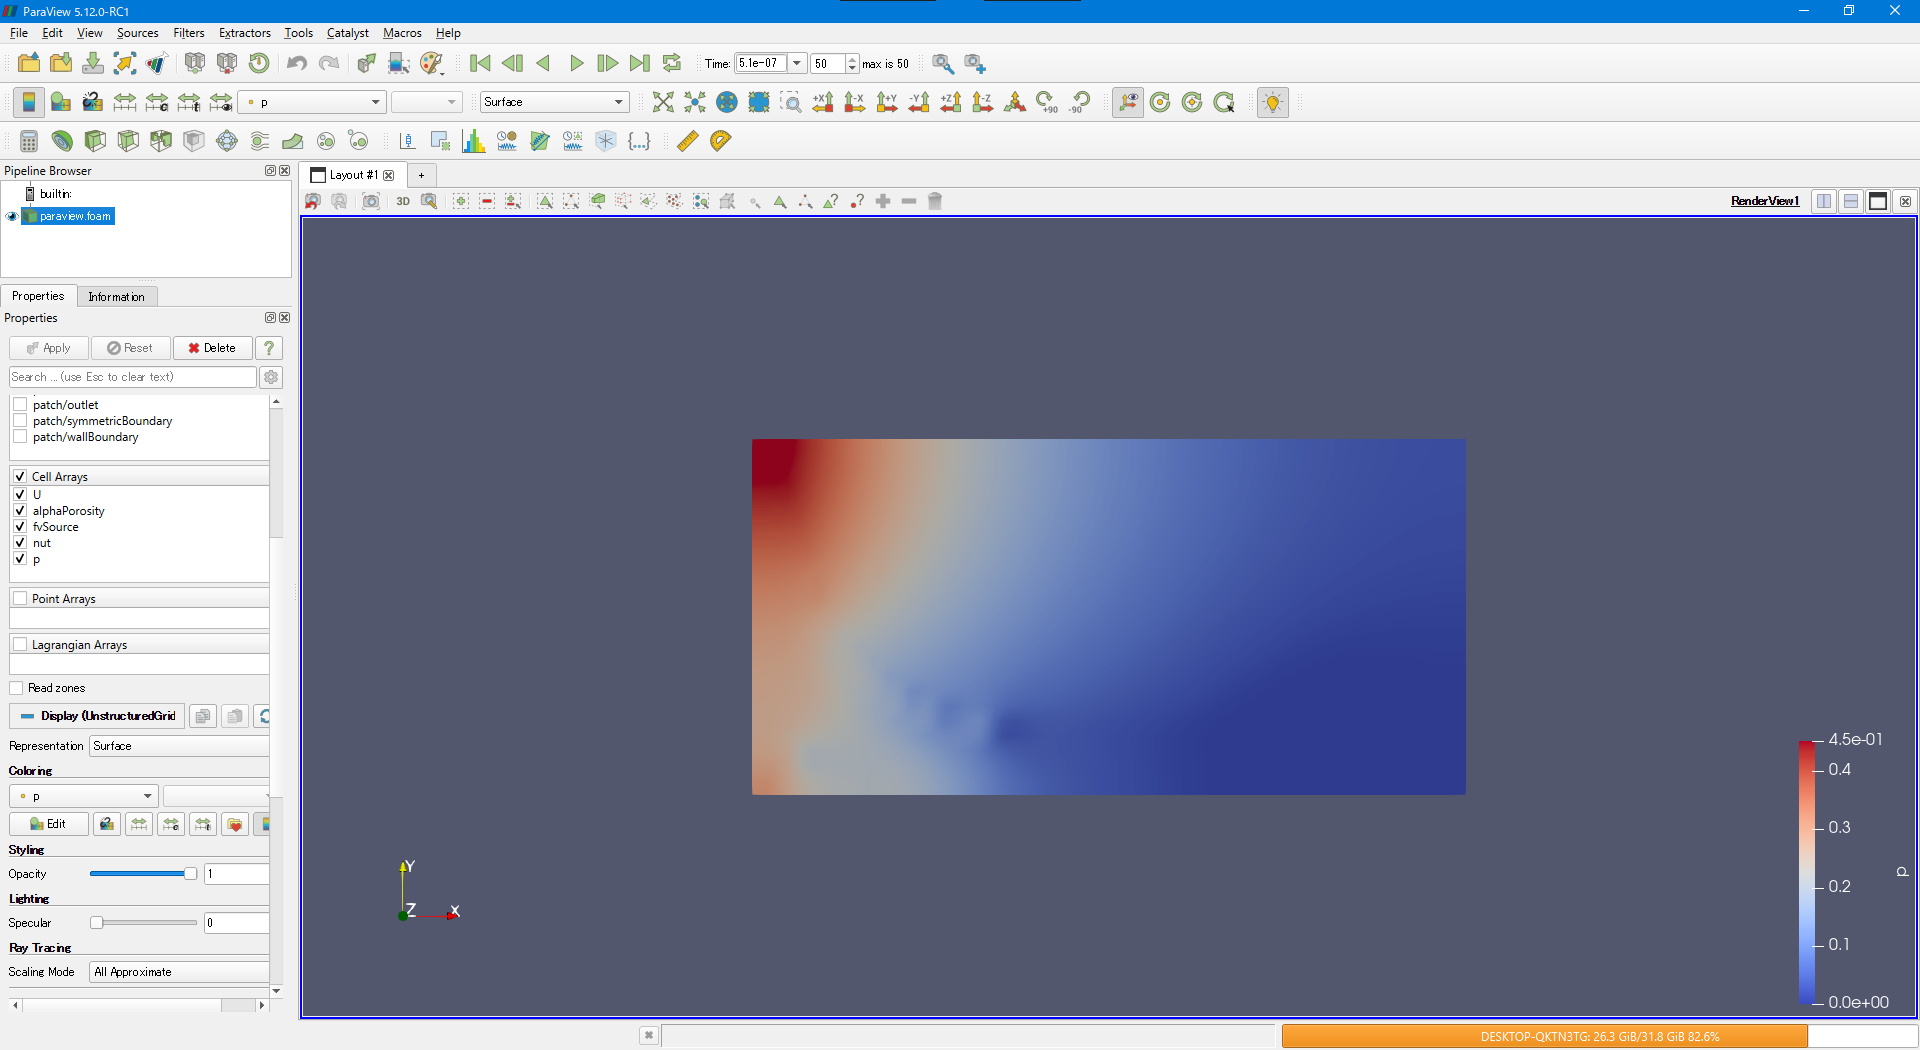 ParaView 5.12.0-RC1
File Edit View Sources Filters Extractors Tools Catalyst Macros Help
Time: 5.1e-07 50 max is 50
p Surface +X -X +Y -Y +Z -Z +90 -90
Pipeline Browser
builtin:
paraview.foam
Layout #1 +
3D
RenderView1
Properties Information
Properties
Apply Reset Delete ?
Search ... (use Esc to clear text)
patch/outlet
patch/symmetricBoundary
patch/wallBoundary
Cell Arrays
U
alphaPorosity
fvSource
nut
p
Point Arrays
Lagrangian Arrays
Read zones
Display (UnstructuredGrid
Representation Surface
Coloring
p
Edit
Styling
Opacity 1
Lighting
Specular 0
Ray Tracing
Scaling Mode All Approximate
Y
Z X
4.5e-01
0.4
0.3
0.2
0.1
0.0e+00
p
DESKTOP-QKTN3TG: 26.3 GiB/31.8 GiB 82.6%